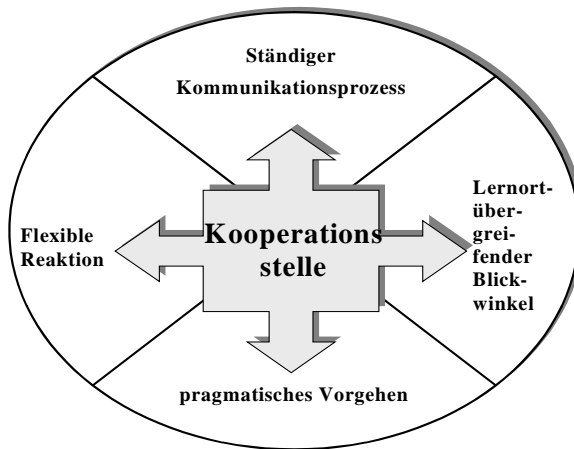 Ständiger
Kommunikationsprozess
Flexible
Reaktion
Kooperations
stelle
Lernort-
über-
grei-
fender
Blick-
winkel
pragmatisches Vorgehen